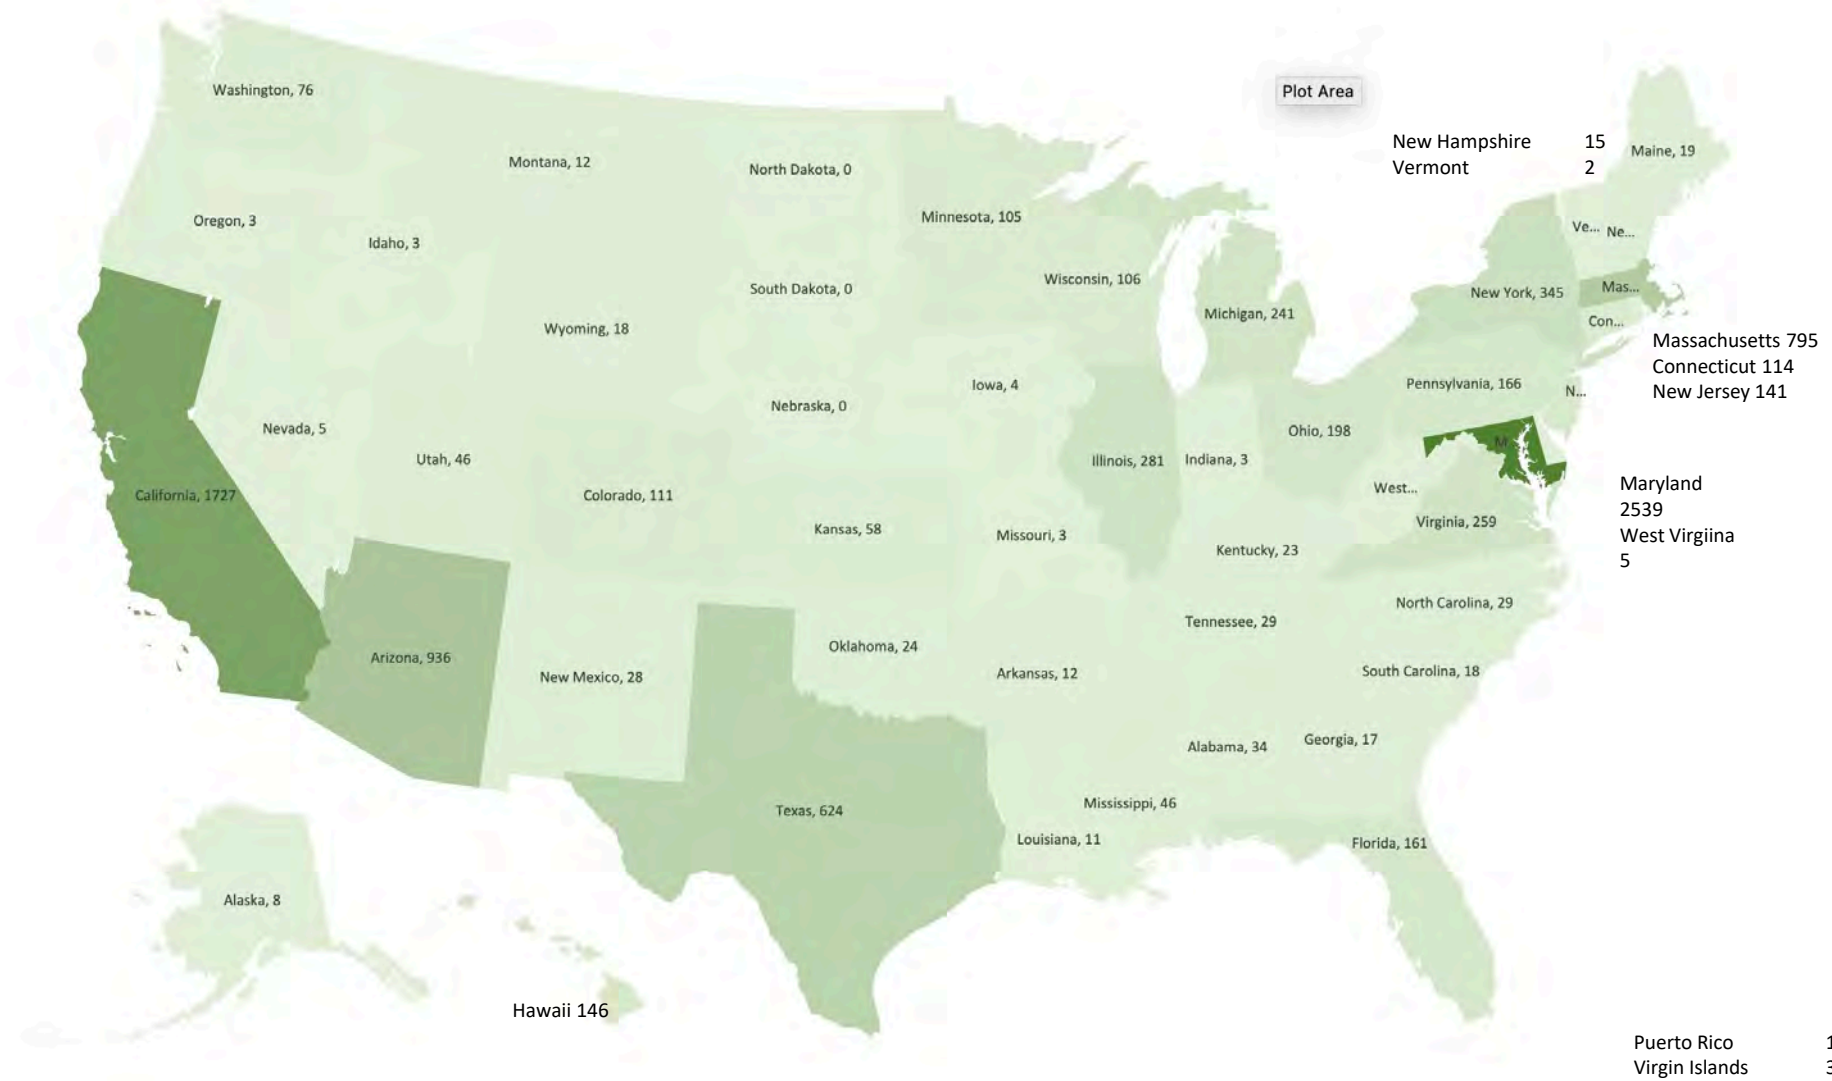 Washington, 76
Plot Area
New Hampshire 15
Vermont 2
Maine, 19
Montana, 12
North Dakota, 0
Minnesota, 105
Oregon, 3
Idaho, 3
Ve... Ne...
Wisconsin, 106
South Dakota, 0
New York, 345
Mas...
Michigan, 241
Con...
Wyoming, 18
Massachusetts 795
Connecticut 114
New Jersey 141
Iowa, 4
Pennsylvania, 166
N...
Nebraska, 0
Nevada, 5
Ohio, 198
M
Utah, 46
Illinois, 281
Indiana, 3
California, 1727
Colorado, 111
West...
Maryland
2539
West Virgiina
5
Virginia, 259
Kansas, 58
Missouri, 3
Kentucky, 23
North Carolina, 29
Tennessee, 29
Arizona, 936
Oklahoma, 24
New Mexico, 28
Arkansas, 12
South Carolina, 18
Alabama, 34
Georgia, 17
Texas, 624
Mississippi, 46
Louisiana, 11
Florida, 161
Alaska, 8
Hawaii 146
Puerto Rico 1
Virgin Islands 3